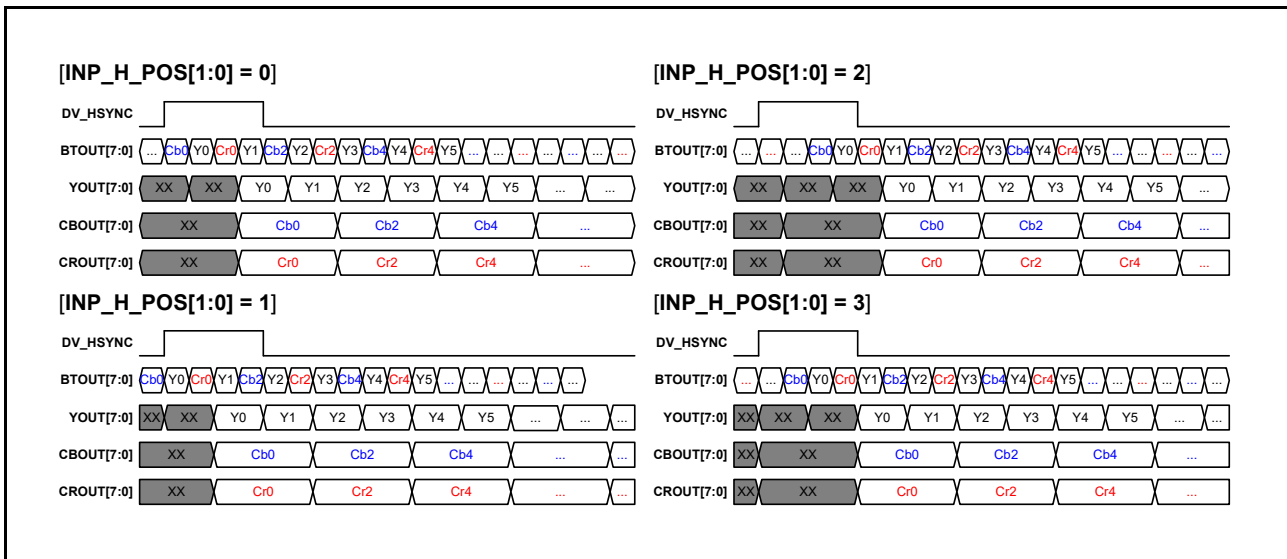 [INP_H_POS[1:0] = 0]
DV_HSYNC
BTOUT[7:0] ... Cb0 Y0 Cr0 Y1 Cb2 Y2 Cr2 Y3 Cb4 Y4 Cr4 Y5 ... ... ... ... ... ... ...
YOUT[7:0] XX XX Y0 Y1 Y2 Y3 Y4 Y5 ... ...
CBOUT[7:0] XX Cb0 Cb2 Cb4 ...
CROUT[7:0] XX Cr0 Cr2 Cr4 ...
[INP_H_POS[1:0] = 2]
DV_HSYNC
BTOUT[7:0] ... ... ... Cb0 Y0 Cr0 Y1 Cb2 Y2 Cr2 Y3 Cb4 Y4 Cr4 Y5 ... ... ... ... ...
YOUT[7:0] XX XX XX Y0 Y1 Y2 Y3 Y4 Y5 ...
CBOUT[7:0] XX XX Cb0 Cb2 Cb4 ...
CROUT[7:0] XX XX Cr0 Cr2 Cr4 ...
[INP_H_POS[1:0] = 1]
DV_HSYNC
BTOUT[7:0] Cb0 Y0 Cr0 Y1 Cb2 Y2 Cr2 Y3 Cb4 Y4 Cr4 Y5 ... ... ... ... ... ...
YOUT[7:0] XX XX Y0 Y1 Y2 Y3 Y4 Y5 ... ... ...
CBOUT[7:0] XX Cb0 Cb2 Cb4 ... ...
CROUT[7:0] XX Cr0 Cr2 Cr4 ... ...
[INP_H_POS[1:0] = 3]
DV_HSYNC
BTOUT[7:0] ... ... Cb0 Y0 Cr0 Y1 Cb2 Y2 Cr2 Y3 Cb4 Y4 Cr4 Y5 ... ... ... ... ... ...
YOUT[7:0] XX XX XX Y0 Y1 Y2 Y3 Y4 Y5 ... ...
CBOUT[7:0] XX XX Cb0 Cb2 Cb4 ...
CROUT[7:0] XX XX Cr0 Cr2 Cr4 ...